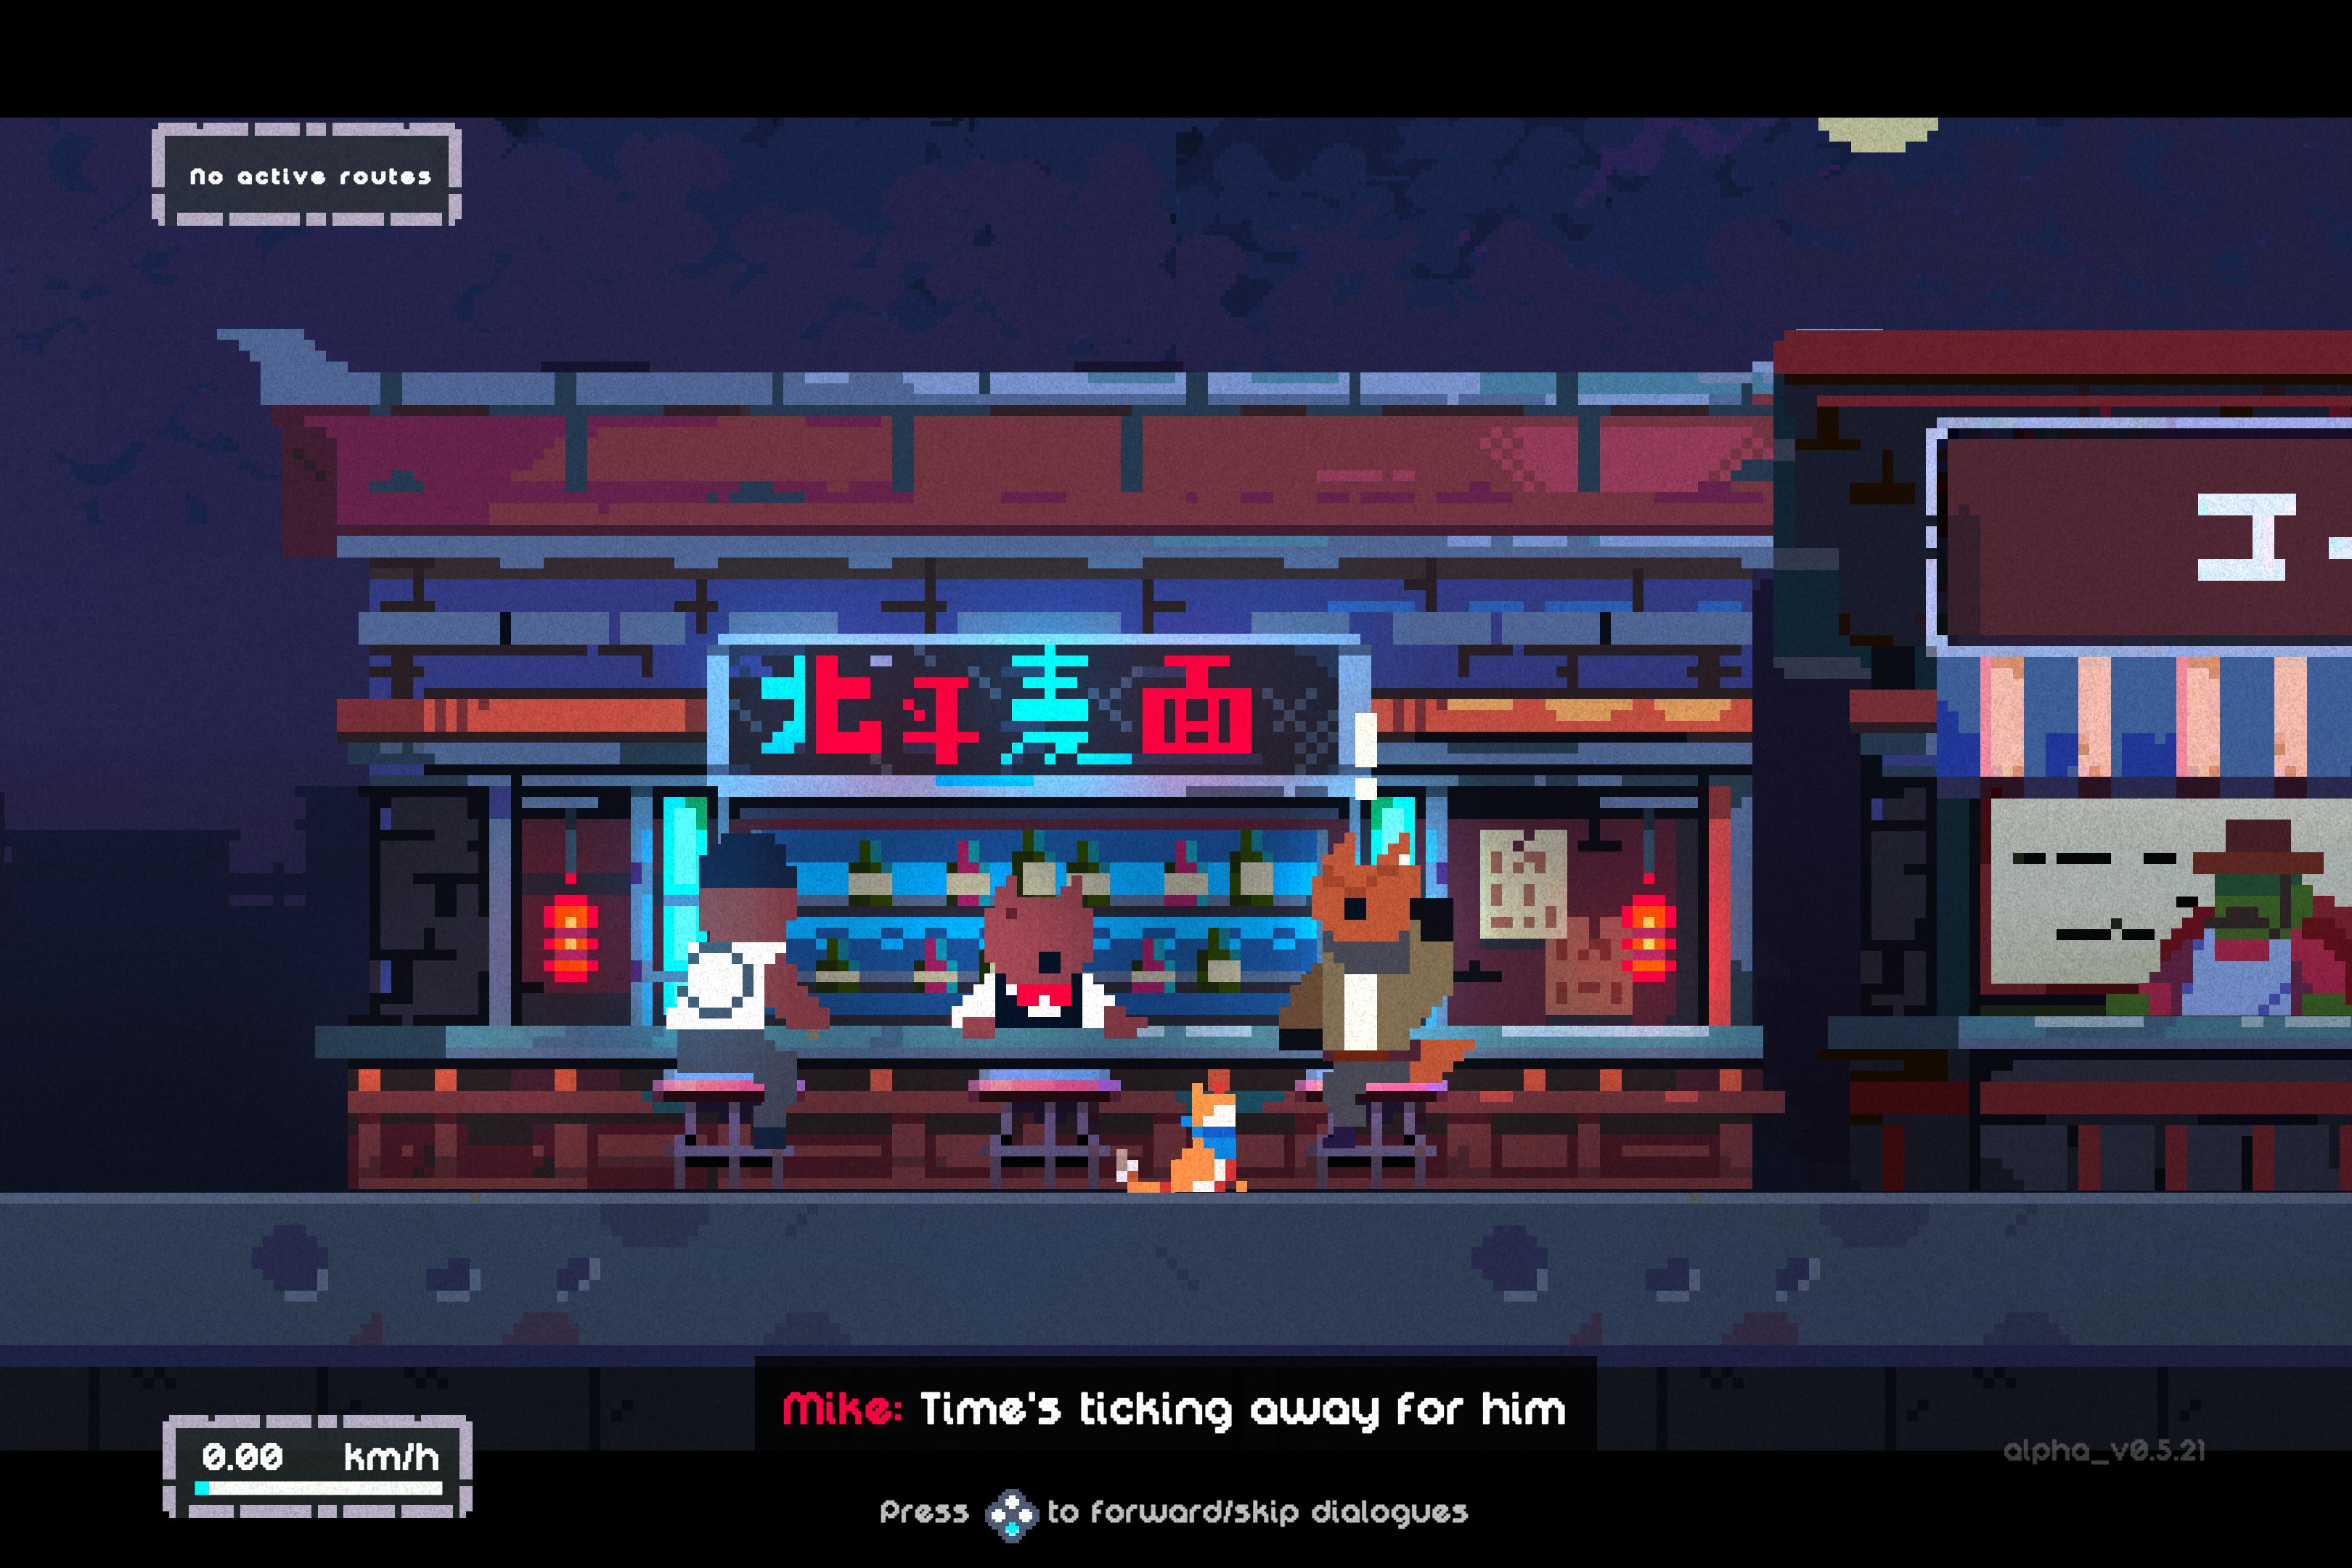 No active routes
北斗麦面
Mike: Time's ticking away for him
0.00 km/h
alpha_v0.5.21
Press to forward/skip dialogues